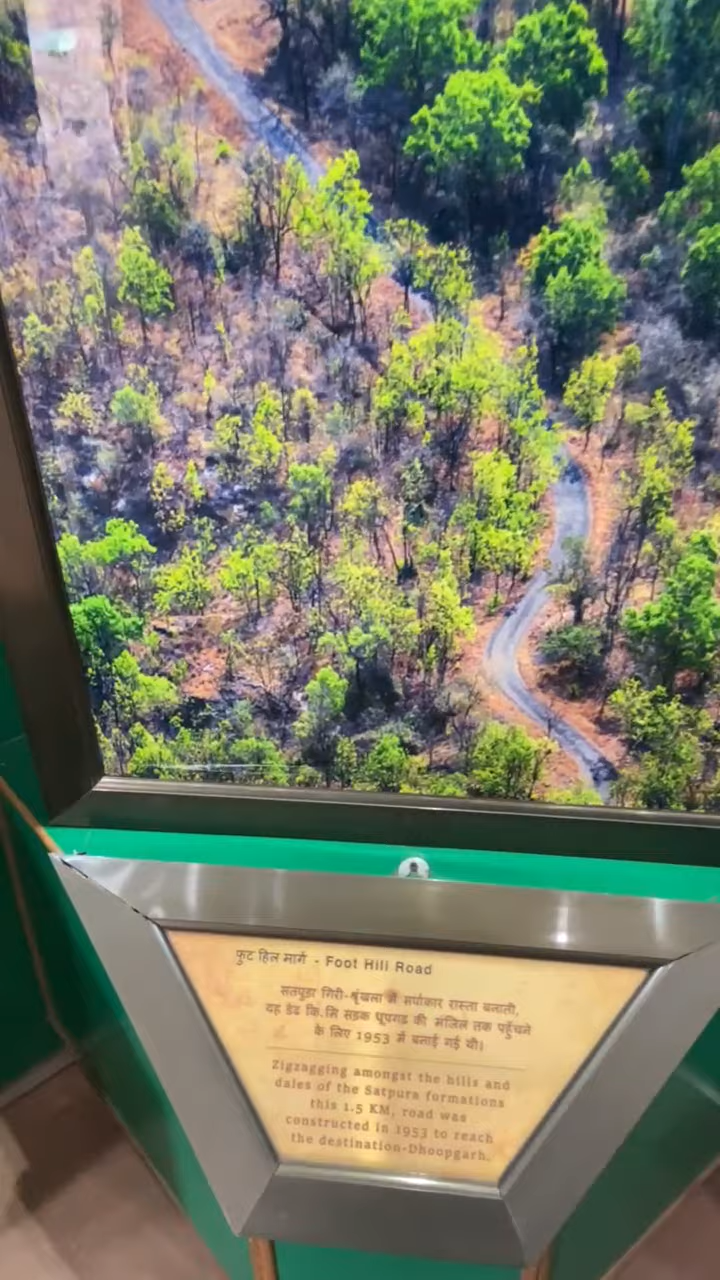 फुट हिल मार्ग - Foot Hill Road
सतपुड़ा गिरी-श्रृंखला में सर्पाकार रास्ता बनाती,
यह डेढ कि.मि सड़क धूपगढ की मंजिल तक पहुँचने
के लिए 1953 में बनाई गई थी।
Zigzagging amongst the hills and
dales of the Satpura formations
this 1.5 KM, road was
constructed in 1953 to reach
the destination-Dhoopgarh.